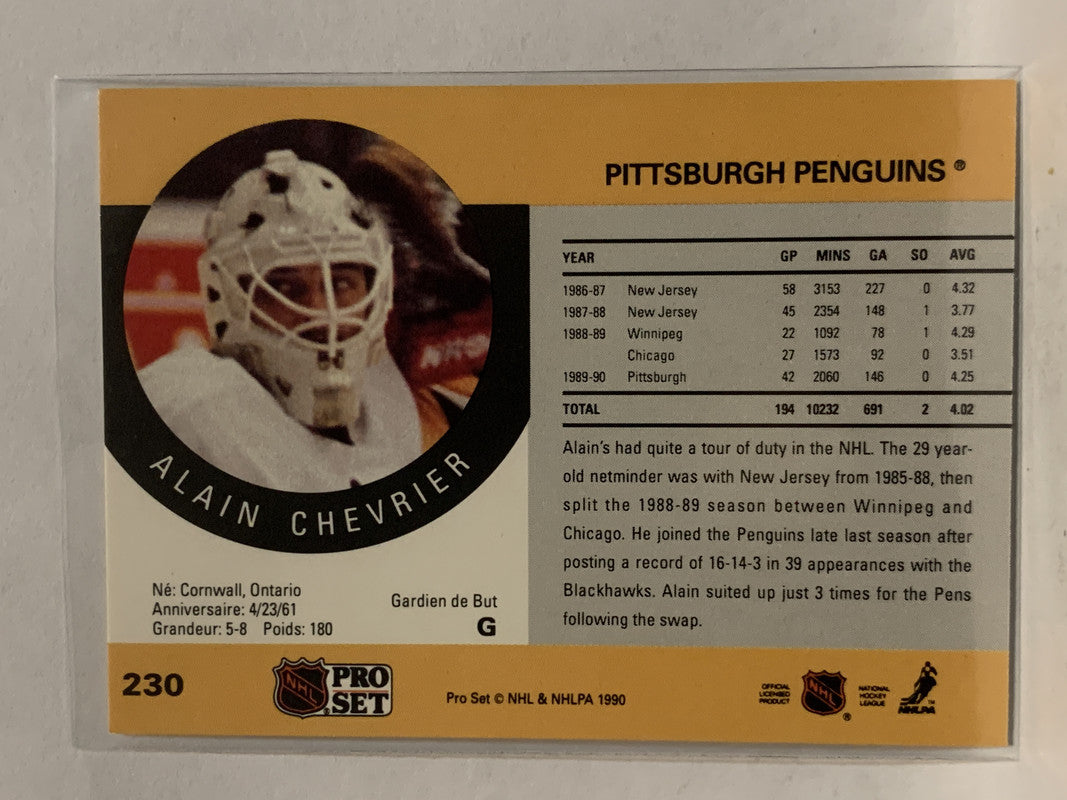 PITTSBURGH PENGUINS ®
YEAR GP MINS GA SO AVG
1986-87 New Jersey 58 3153 227 0 4.32
1987-88 New Jersey 45 2354 148 1 3.77
1988-89 Winnipeg 22 1092 78 1 4.29
Chicago 27 1573 92 0 3.51
1989-90 Pittsburgh 42 2060 146 0 4.25
TOTAL 194 10232 691 2 4.02
Alain's had quite a tour of duty in the NHL. The 29 year-
old netminder was with New Jersey from 1985-88, then
split the 1988-89 season between Winnipeg and
Chicago. He joined the Penguins late last season after
posting a record of 16-14-3 in 39 appearances with the
Blackhawks. Alain suited up just 3 times for the Pens
following the swap.
ALAIN CHEVRIER
Né: Cornwall, Ontario
Anniversaire: 4/23/61
Grandeur: 5-8 Poids: 180
Gardien de But
G
230
NHL PRO SET ®
Pro Set © NHL & NHLPA 1990
OFFICIAL
LICENSED
PRODUCT
NHL ®
NATIONAL
HOCKEY
LEAGUE
NHLPA ™